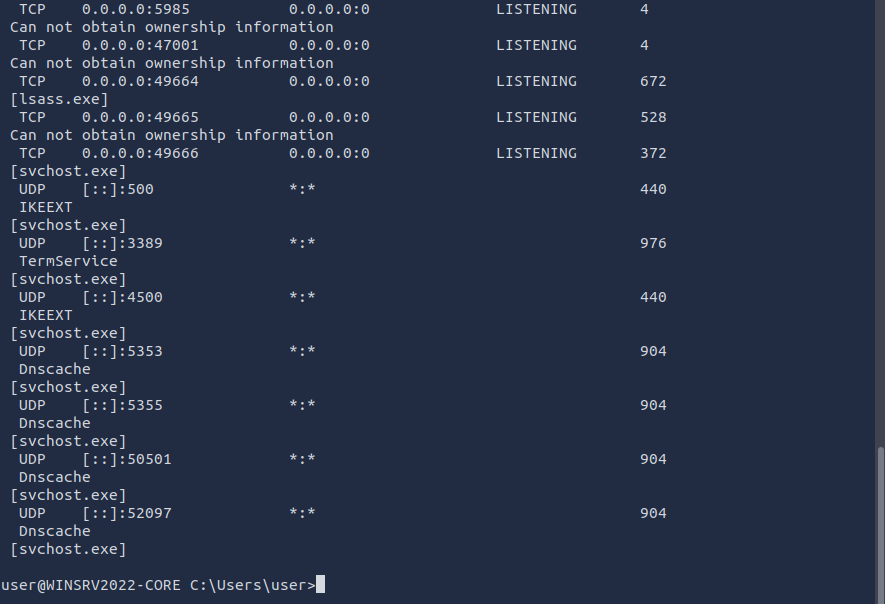 TCP    0.0.0.0:5985           0.0.0.0:0              LISTENING       4
Can not obtain ownership information
TCP    0.0.0.0:47001          0.0.0.0:0              LISTENING       4
Can not obtain ownership information
TCP    0.0.0.0:49664          0.0.0.0:0              LISTENING       672
[lsass.exe]
TCP    0.0.0.0:49665          0.0.0.0:0              LISTENING       528
Can not obtain ownership information
TCP    0.0.0.0:49666          0.0.0.0:0              LISTENING       372
[svchost.exe]
UDP    [::]:500               *:*                                    440
IKEEXT
[svchost.exe]
UDP    [::]:3389              *:*                                    976
TermService
[svchost.exe]
UDP    [::]:4500              *:*                                    440
IKEEXT
[svchost.exe]
UDP    [::]:5353              *:*                                    904
Dnscache
[svchost.exe]
UDP    [::]:5355              *:*                                    904
Dnscache
[svchost.exe]
UDP    [::]:50501             *:*                                    904
Dnscache
[svchost.exe]
UDP    [::]:52097             *:*                                    904
Dnscache
[svchost.exe]
user@WINSRV2022-CORE C:\Users\user>